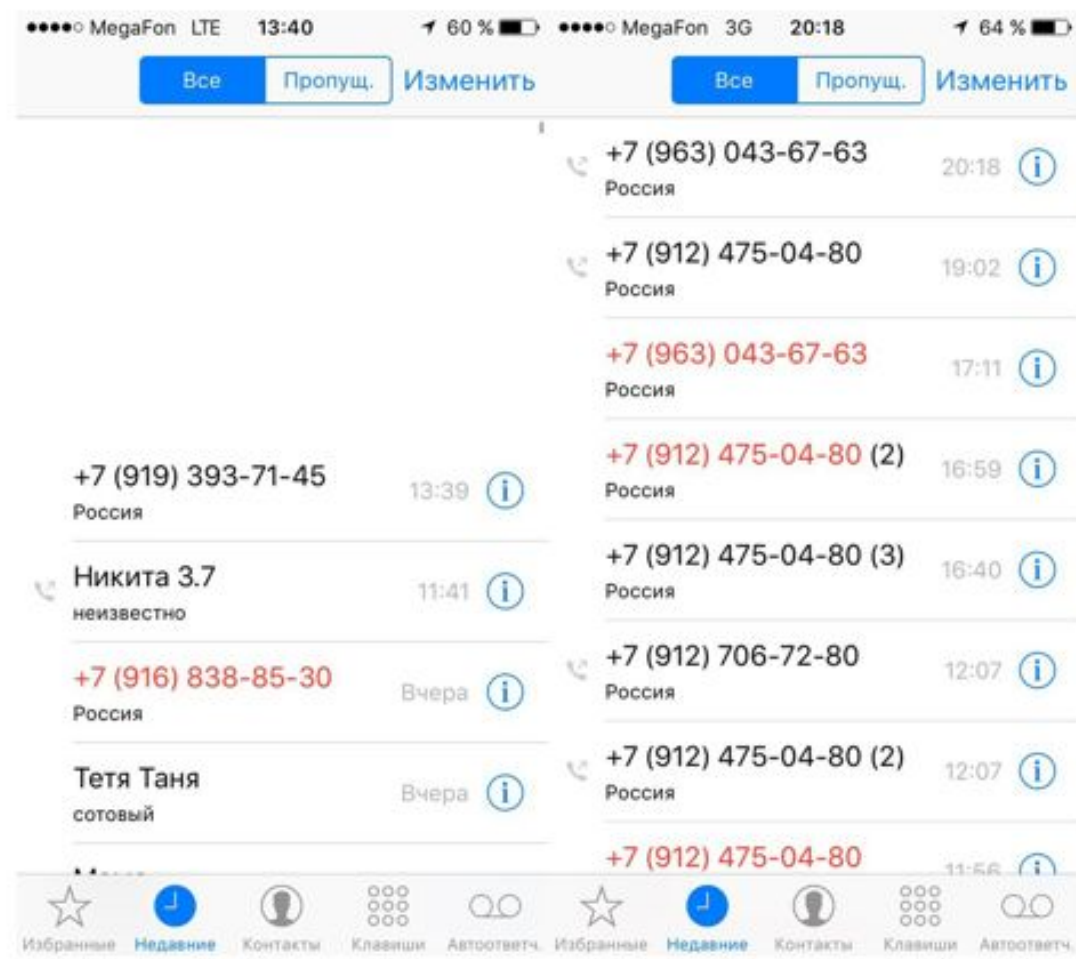 MegaFon LTE 13:40 60 %
Все Пропущ. Изменить
+7 (919) 393-71-45 13:39
Россия
Никита 3.7 11:41
неизвестно
+7 (916) 838-85-30 Вчера
Россия
Тетя Таня Вчера
сотовый
Избранные Недавние Контакты Клавиши Автоответч.
MegaFon 3G 20:18 64 %
Все Пропущ. Изменить
+7 (963) 043-67-63 20:18
Россия
+7 (912) 475-04-80 19:02
Россия
+7 (963) 043-67-63 17:11
Россия
+7 (912) 475-04-80 (2) 16:59
Россия
+7 (912) 475-04-80 (3) 16:40
Россия
+7 (912) 706-72-80 12:07
Россия
+7 (912) 475-04-80 (2) 12:07
Россия
+7 (912) 475-04-80 11:56
Избранные Недавние Контакты Клавиши Автоответч.